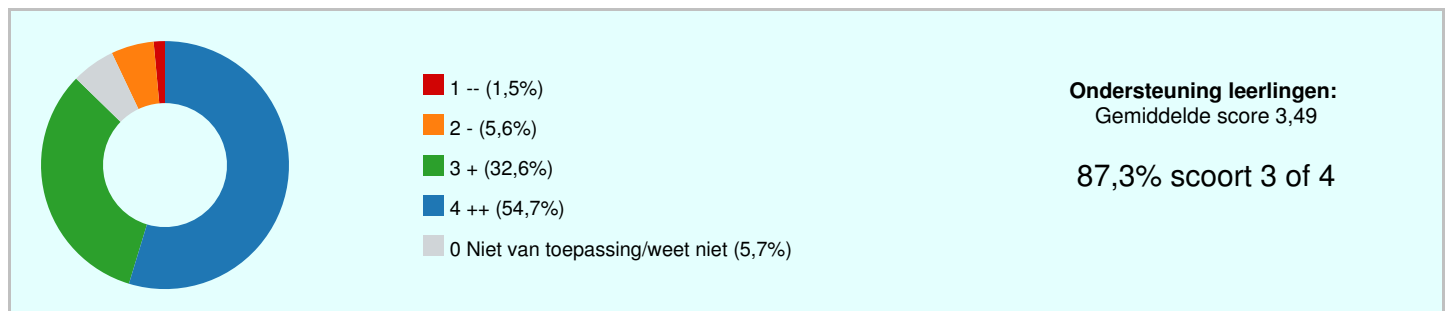 1 -- (1,5%)
2 - (5,6%)
3 + (32,6%)
4 ++ (54,7%)
0 Niet van toepassing/weet niet (5,7%)
Ondersteuning leerlingen:
Gemiddelde score 3,49
87,3% scoort 3 of 4